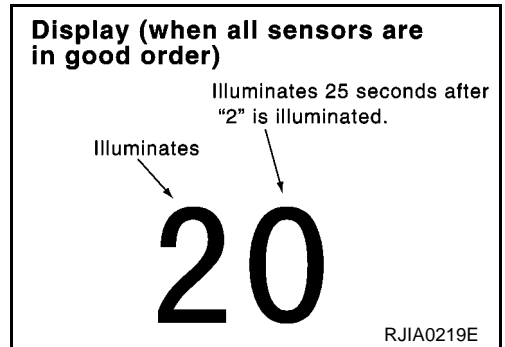 Display (when all sensors are
in good order)
Illuminates 25 seconds after
“2” is illuminated.
Illuminates
20
RJIA0219E